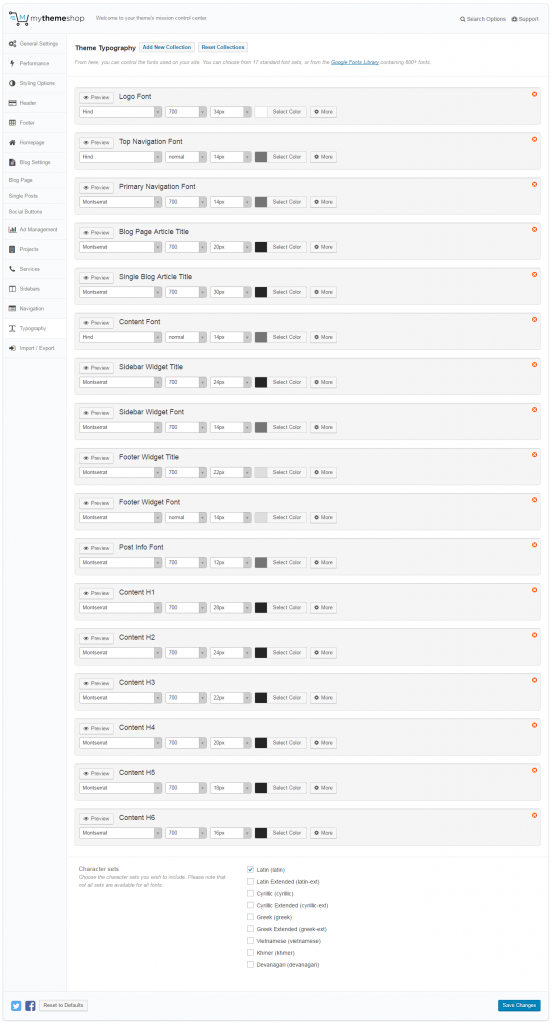 mythemeshop
Welcome to your theme's mission control center
Search Options
Support
General Settings
Performance
Styling Options
Header
Footer
Homepage
Blog Settings
Blog Page
Single Posts
Social Buttons
Ad Management
Projects
Services
Sidebars
Navigation
Typography
Import / Export
Theme Typography
Add New Collection
Reset Collections
From here, you can control the fonts used on your site. You can choose from 17 standard font sets, or from the Google Fonts Library containing 800+ fonts.
Preview
Logo Font
Hind 700 34px Select Color More
Preview
Top Navigation Font
Hind normal 14px Select Color More
Preview
Primary Navigation Font
Montserrat 700 14px Select Color More
Preview
Blog Page Article Title
Montserrat 700 20px Select Color More
Preview
Single Blog Article Title
Montserrat 700 30px Select Color More
Preview
Content Font
Hind normal 14px Select Color More
Preview
Sidebar Widget Title
Montserrat 700 24px Select Color More
Preview
Sidebar Widget Font
Montserrat 700 14px Select Color More
Preview
Footer Widget Title
Montserrat 700 22px Select Color More
Preview
Footer Widget Font
Montserrat normal 14px Select Color More
Preview
Post Info Font
Montserrat 700 12px Select Color More
Preview
Content H1
Montserrat 700 28px Select Color More
Preview
Content H2
Montserrat 700 24px Select Color More
Preview
Content H3
Montserrat 700 22px Select Color More
Preview
Content H4
Montserrat 700 20px Select Color More
Preview
Content H5
Montserrat 700 18px Select Color More
Preview
Content H6
Montserrat 700 16px Select Color More
Character sets
Choose the character sets you wish to include. Please note that
not all sets are available for all fonts.
Latin (latin)
Latin Extended (latin-ext)
Cyrillic (cyrillic)
Cyrillic Extended (cyrillic-ext)
Greek (greek)
Greek Extended (greek-ext)
Vietnamese (vietnamese)
Khmer (khmer)
Devanagari (devanagari)
Reset to Defaults
Save Changes